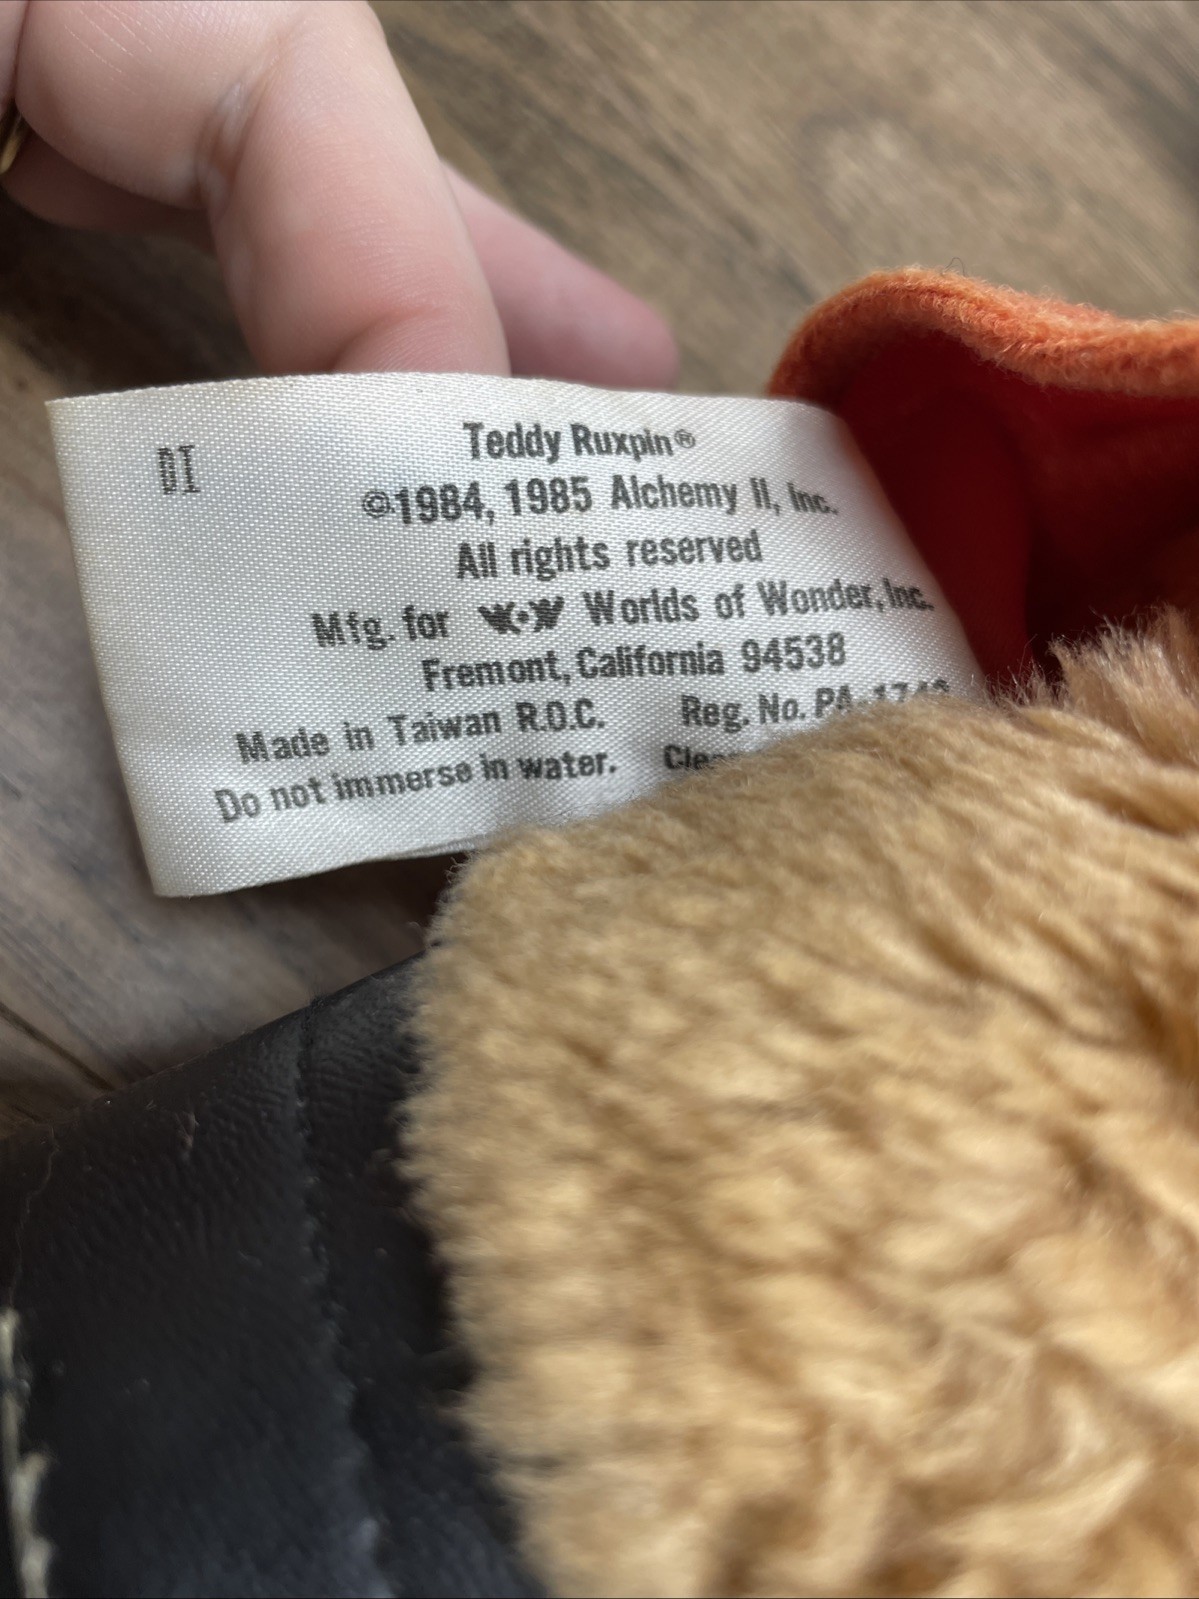 DI
Teddy Ruxpin®
©1984, 1985 Alchemy II, Inc.
All rights reserved
Mfg. for WOW Worlds of Wonder, Inc.
Fremont, California 94538
Made in Taiwan R.O.C. Reg. No.
Do not immerse in water.